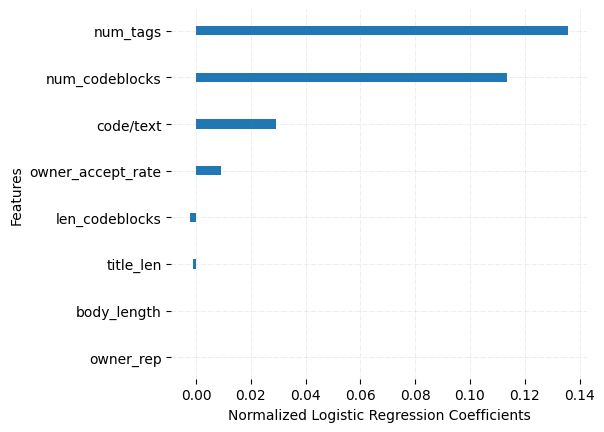 num_tags
num_codeblocks
code/text
owner_accept_rate
len_codeblocks
title_len
body_length
owner_rep
Features
0.00 0.02 0.04 0.06 0.08 0.10 0.12 0.14
Normalized Logistic Regression Coefficients